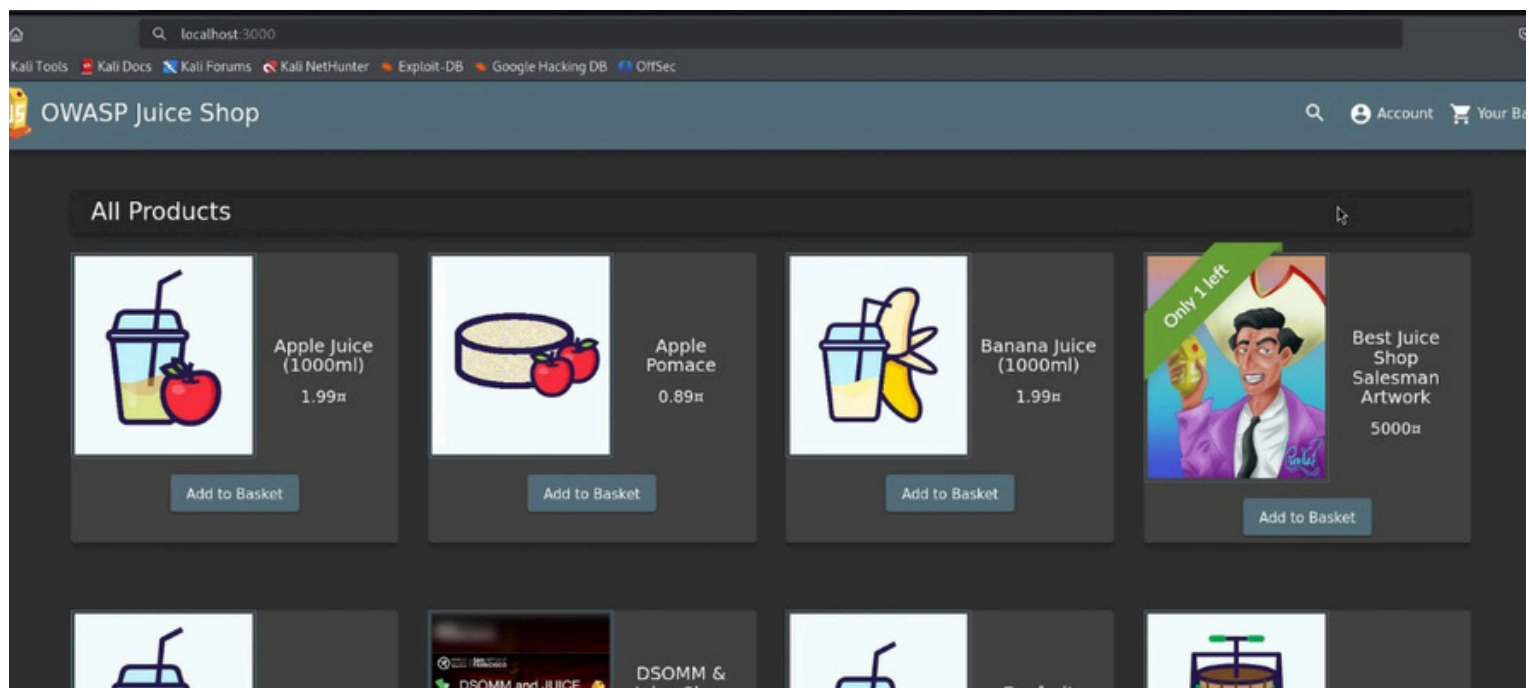 localhost:3000
Kali Tools Kali Docs Kali Forums Kali NetHunter Exploit-DB Google Hacking DB OffSec
OWASP Juice Shop
Account Your Ba
All Products
Only 1 left
Apple Juice
(1000ml)
1.99¤
Add to Basket
Apple
Pomace
0.89¤
Add to Basket
Banana Juice
(1000ml)
1.99¤
Add to Basket
Best Juice
Shop
Salesman
Artwork
5000¤
Add to Basket
DSOMM and JUICE
DSOMM &